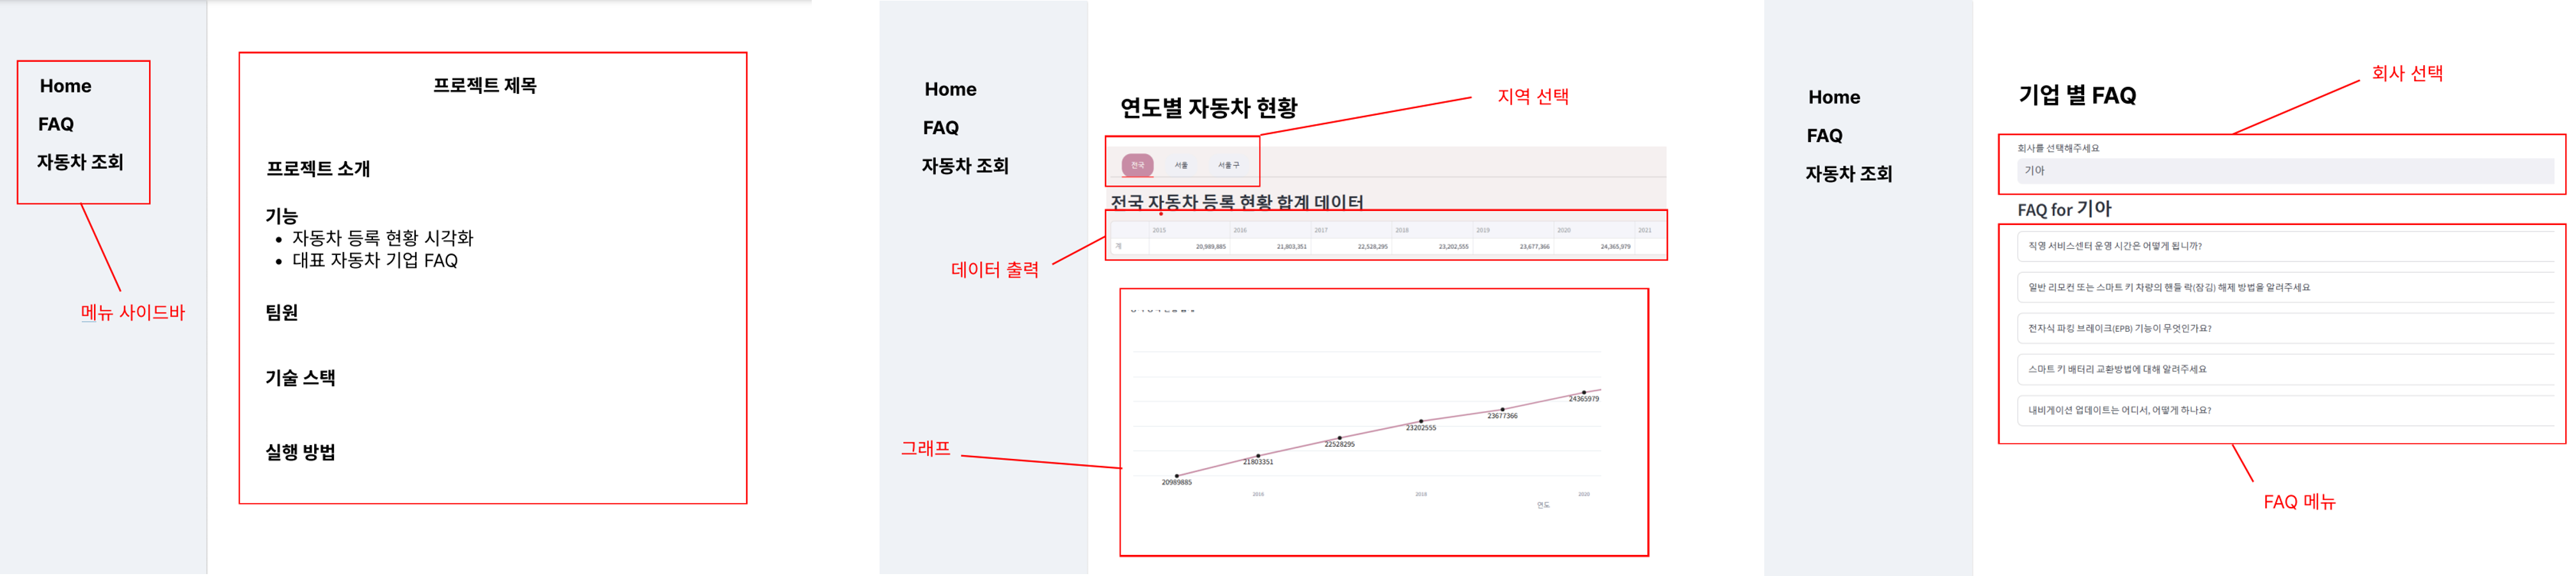 Home
FAQ
자동차 조회
메뉴 사이드바
프로젝트 제목
프로젝트 소개
기능
• 자동차 등록 현황 시각화
• 대표 자동차 기업 FAQ
팀원
기술 스택
실행 방법
Home
FAQ
자동차 조회
연도별 자동차 현황
지역 선택
전국 서울 서울 구
전국 자동차 등록 현황 합계 데이터
2015 2016 2017 2018 2019 2020 2021
계 20,989,885 21,803,351 22,528,295 23,202,555 23,677,366 24,365,979
데이터 출력
그래프
24365979
23677366
23202555
22528295
21803351
20989885
2016 2018 2020
연도
Home
FAQ
자동차 조회
기업 별 FAQ
회사 선택
회사를 선택해주세요
기아
FAQ for 기아
직영 서비스센터 운영 시간은 어떻게 됩니까?
일반 리모컨 또는 스마트 키 차량의 핸들 락(잠김) 해제 방법을 알려주세요
전자식 파킹 브레이크(EPB) 기능이 무엇인가요?
스마트 키 배터리 교환방법에 대해 알려주세요
내비게이션 업데이트는 어디서, 어떻게 하나요?
FAQ 메뉴